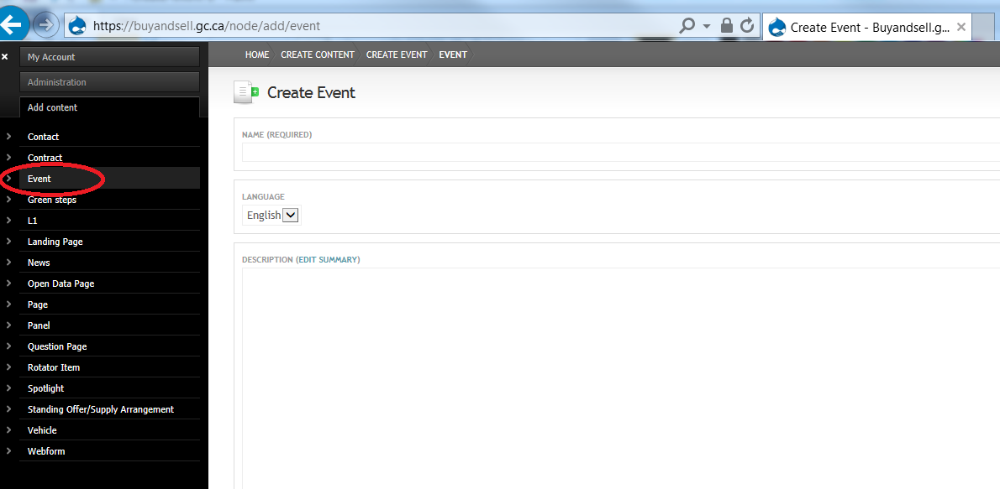 https://buyandsell.gc.ca/node/add/event
Create Event - Buyandsell.g...
My Account
Administration
Add content
Contact
Contract
Event
Green steps
L1
Landing Page
News
Open Data Page
Page
Panel
Question Page
Rotator Item
Spotlight
Standing Offer/Supply Arrangement
Vehicle
Webform
HOME CREATE CONTENT CREATE EVENT EVENT
Create Event
NAME (REQUIRED)
LANGUAGE
English
DESCRIPTION (EDIT SUMMARY)